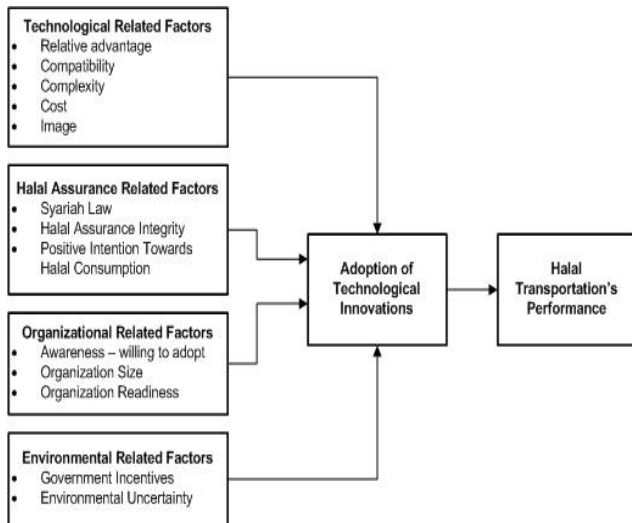 Technological Related Factors
• Relative advantage
• Compatibility
• Complexity
• Cost
• Image
Halal Assurance Related Factors
• Syariah Law
• Halal Assurance Integrity
• Positive Intention Towards
Halal Consumption
Organizational Related Factors
• Awareness – willing to adopt
• Organization Size
• Organization Readiness
Environmental Related Factors
• Government Incentives
• Environmental Uncertainty
Adoption of
Technological
Innovations
Halal
Transportation's
Performance